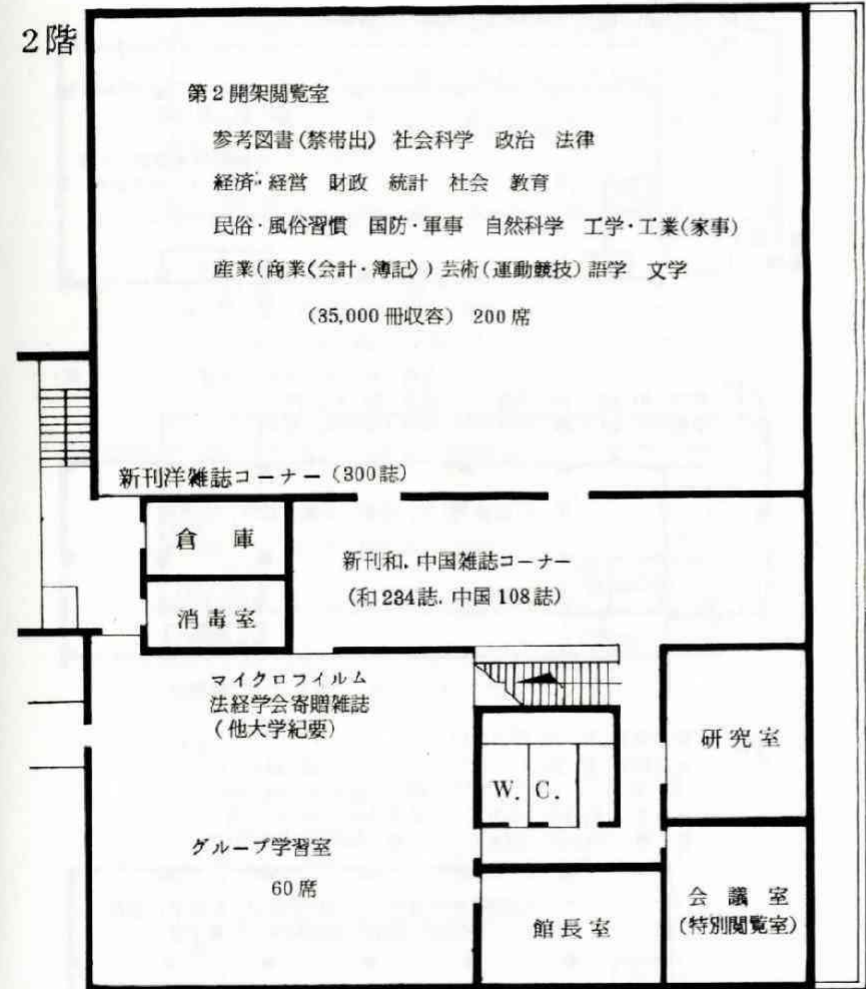 2階
第2開架閲覧室
参考図書(禁帯出) 社会科学 政治 法律
経済・経営 財政 統計 社会 教育
民俗・風俗習慣 国防・軍事 自然科学 工学・工業(家事)
産業(商業〈会計・簿記〉) 芸術(運動競技) 語学 文学
(35,000冊収容) 200席
新刊洋雑誌コーナー (300誌)
倉庫
新刊和.中国雑誌コーナー
(和234誌.中国108誌)
消毒室
マイクロフイルム
法経学会寄贈雑誌
(他大学紀要)
研究室
W. C.
グループ学習室
60席
館長室
会議室
(特別閲覧室)